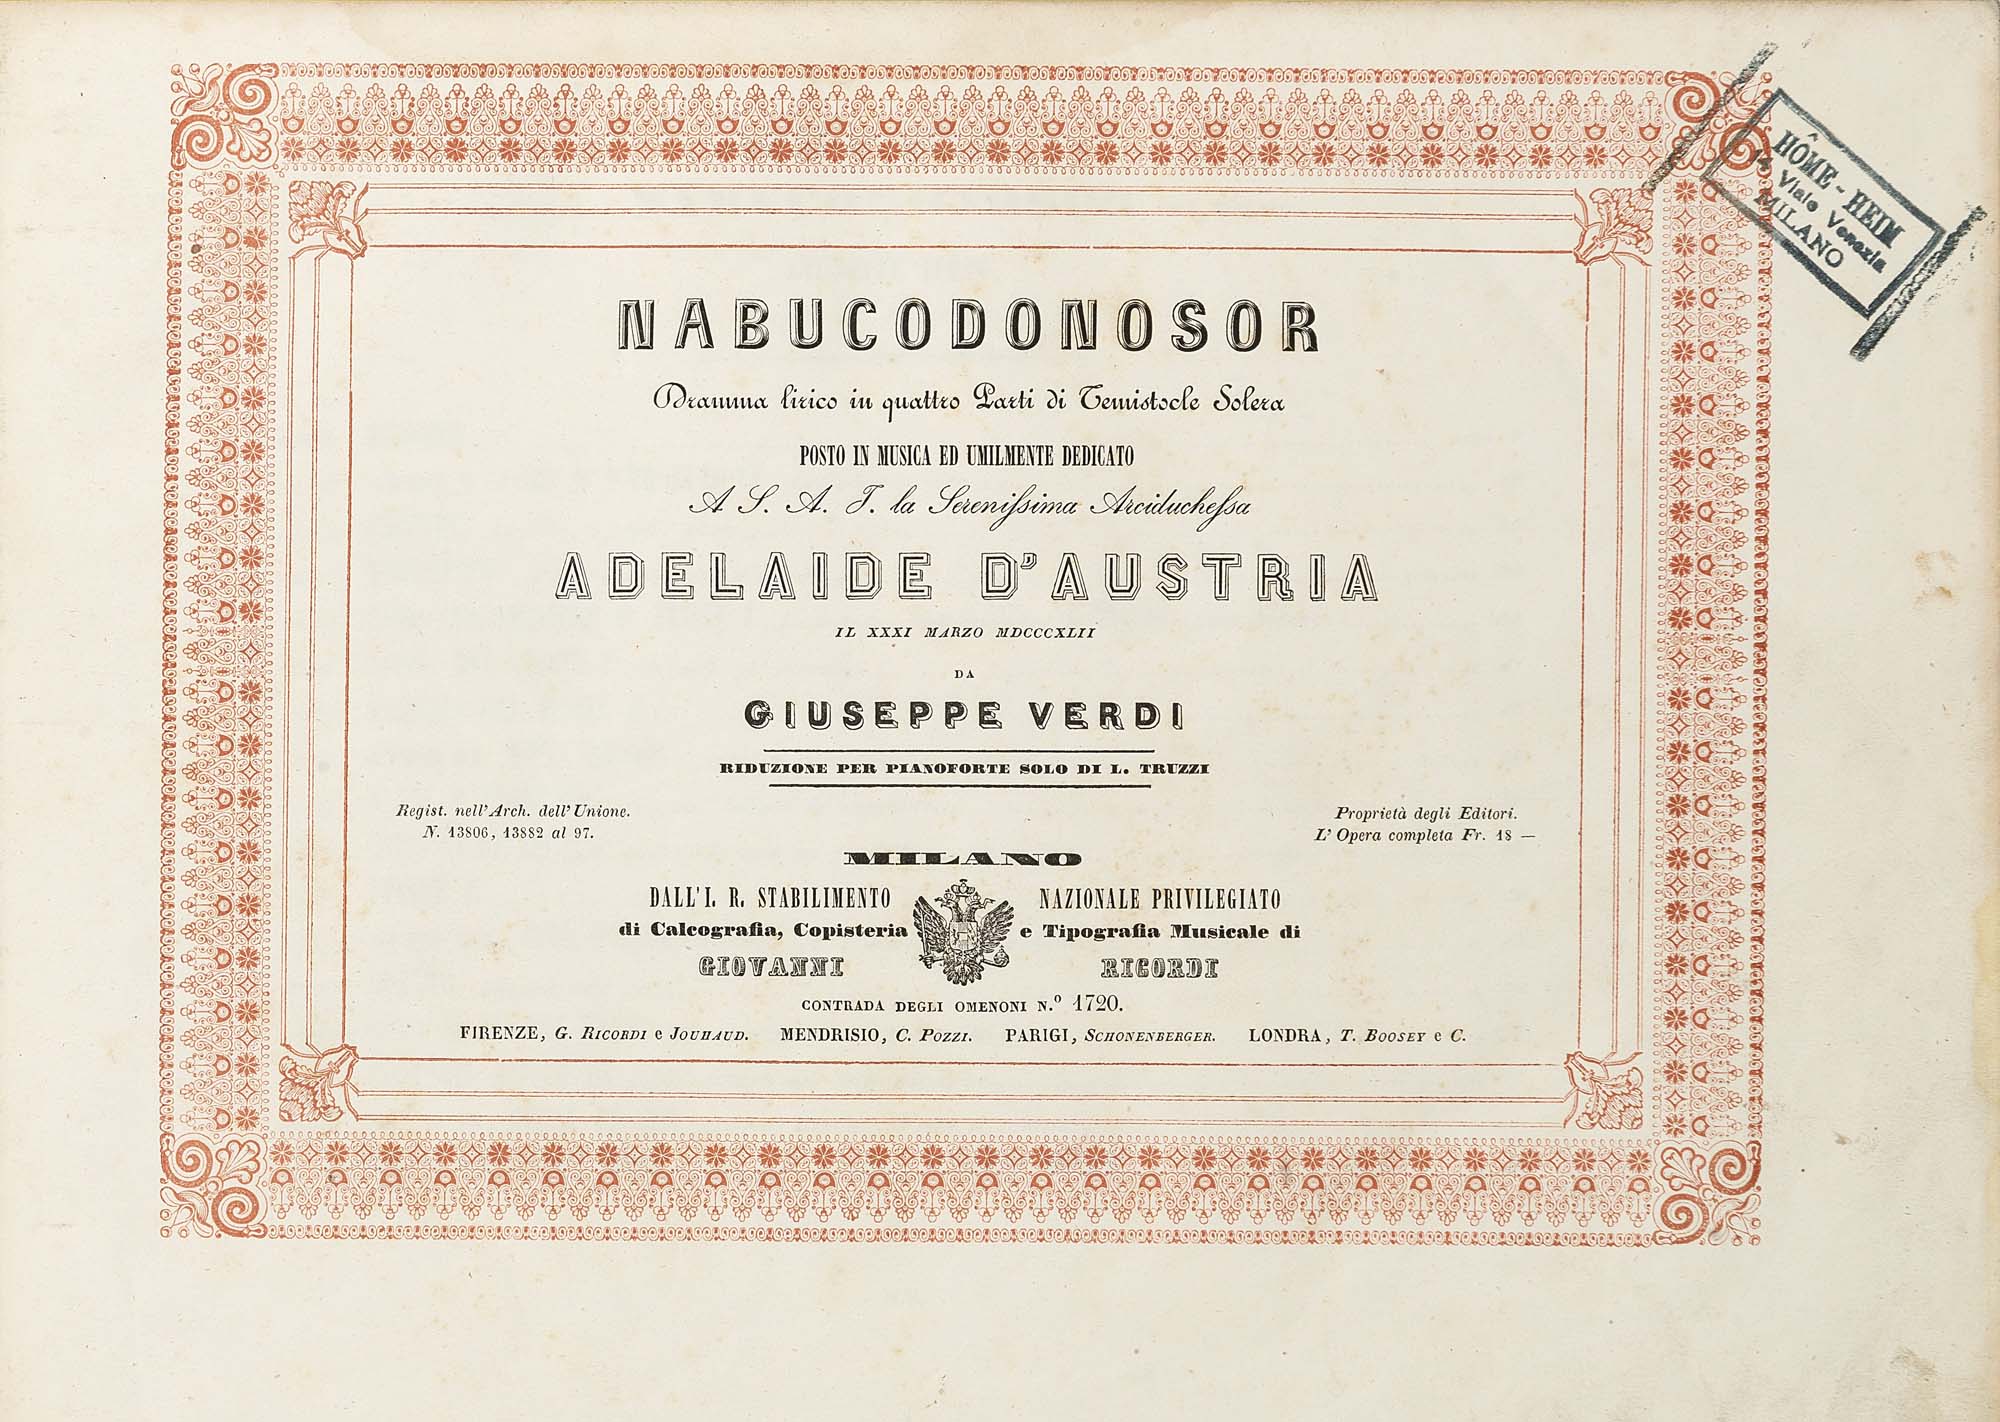 NABUCODONOSOR
Dramma lirico in quattro Parti di Temistocle Solera
POSTO IN MUSICA ED UMILMENTE DEDICATO
A S. A. I. la Serenissima Arciduchessa
ADELAIDE D'AUSTRIA
IL XXXI MARZO MDCCCXLII
DA
GIUSEPPE VERDI
RIDUZIONE PER PIANOFORTE SOLO DI L. TRUZZI
Regist. nell'Arch. dell'Unione.
N. 13806, 13882 al 97.
Proprietà degli Editori.
L'Opera completa Fr. 18 —
MILANO
DALL'I. R. STABILIMENTO NAZIONALE PRIVILEGIATO
di Calcografia, Copisteria e Tipografia Musicale di
GIOVANNI RICORDI
CONTRADA DEGLI OMENONI N.º 1720.
FIRENZE, G. RICORDI e JOUHAUD. MENDRISIO, C. POZZI. PARIGI, SCHONENBERGER. LONDRA, T. BOOSEY e C.
HÔME-HEIM
Viale Venezia
MILANO